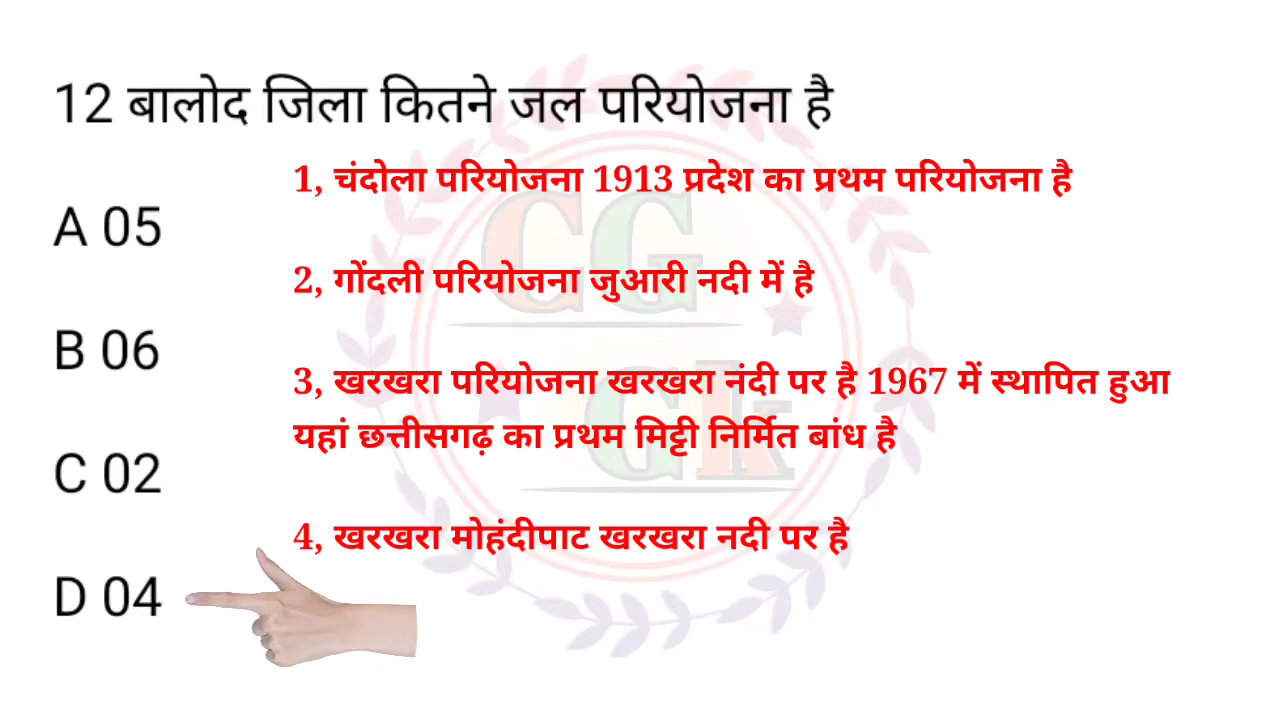 12 बालोद जिला कितने जल परियोजना है
1, चंदोला परियोजना 1913 प्रदेश का प्रथम परियोजना है
A 05
2, गोंदली परियोजना जुआरी नदी में है
B 06
3, खरखरा परियोजना खरखरा नंदी पर है 1967 में स्थापित हुआ
यहां छत्तीसगढ़ का प्रथम मिट्टी निर्मित बांध है
C 02
4, खरखरा मोहंदीपाट खरखरा नदी पर है
D 04
CG
Gk